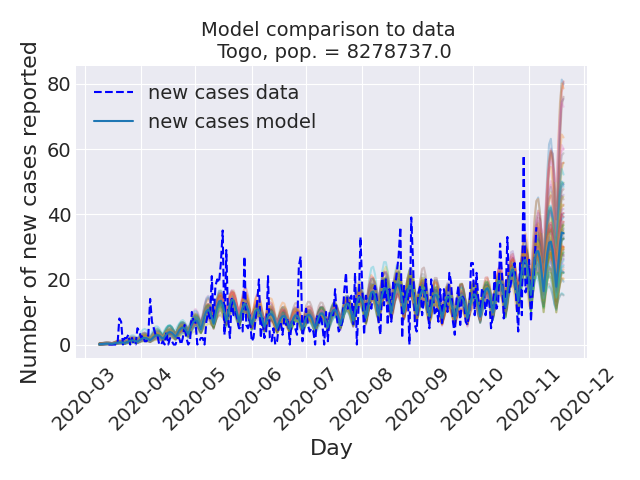 Model comparison to data
Togo, pop. = 8278737.0
Number of new cases reported
80
60
40
20
0
new cases data
new cases model
2020-03
2020-04
2020-05
2020-06
2020-07
2020-08
2020-09
2020-10
2020-11
2020-12
Day